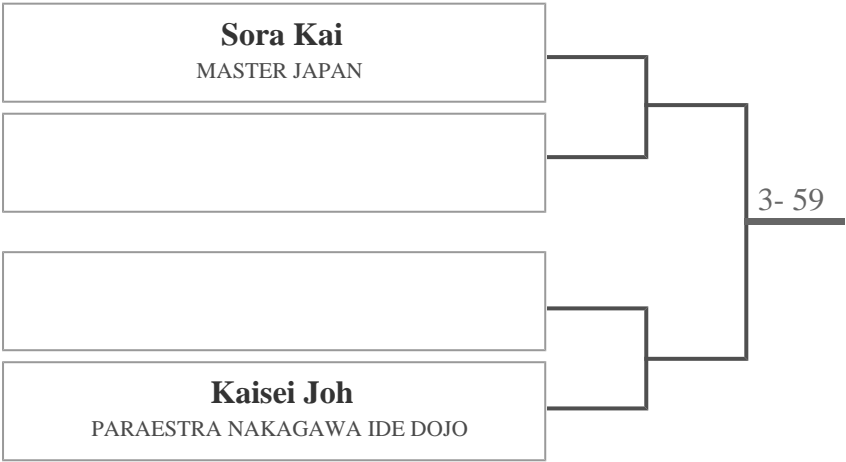 Sora Kai
MASTER JAPAN
3- 59
Kaisei Joh
PARAESTRA NAKAGAWA IDE DOJO